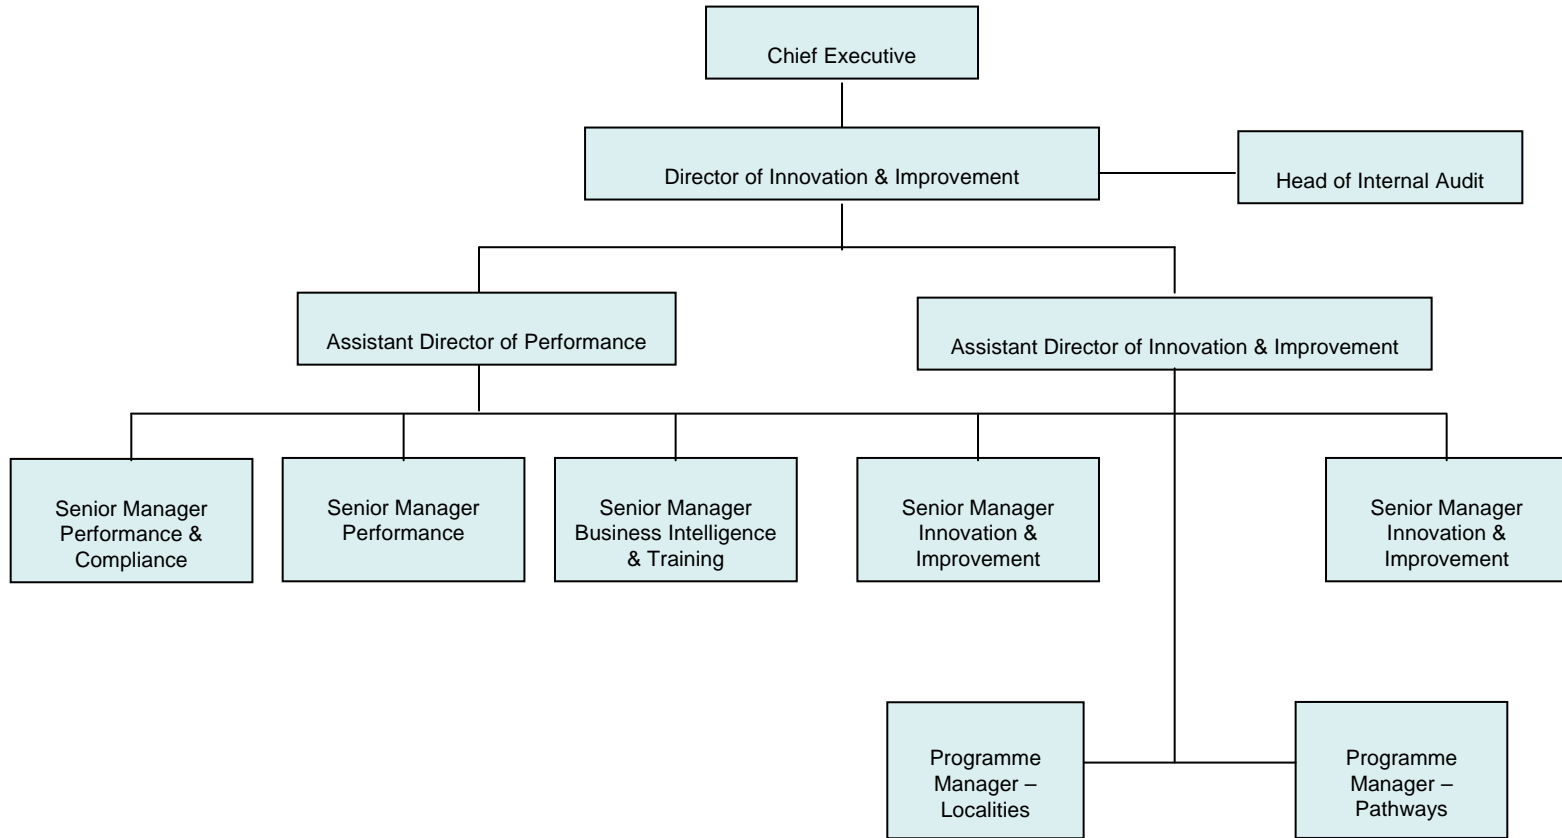 Chief Executive
Director of Innovation & Improvement
Head of Internal Audit
Assistant Director of Performance
Assistant Director of Innovation & Improvement
Senior Manager
Performance &
Compliance
Senior Manager
Performance
Senior Manager
Business Intelligence
& Training
Senior Manager
Innovation &
Improvement
Senior Manager
Innovation &
Improvement
Programme
Manager –
Localities
Programme
Manager –
Pathways